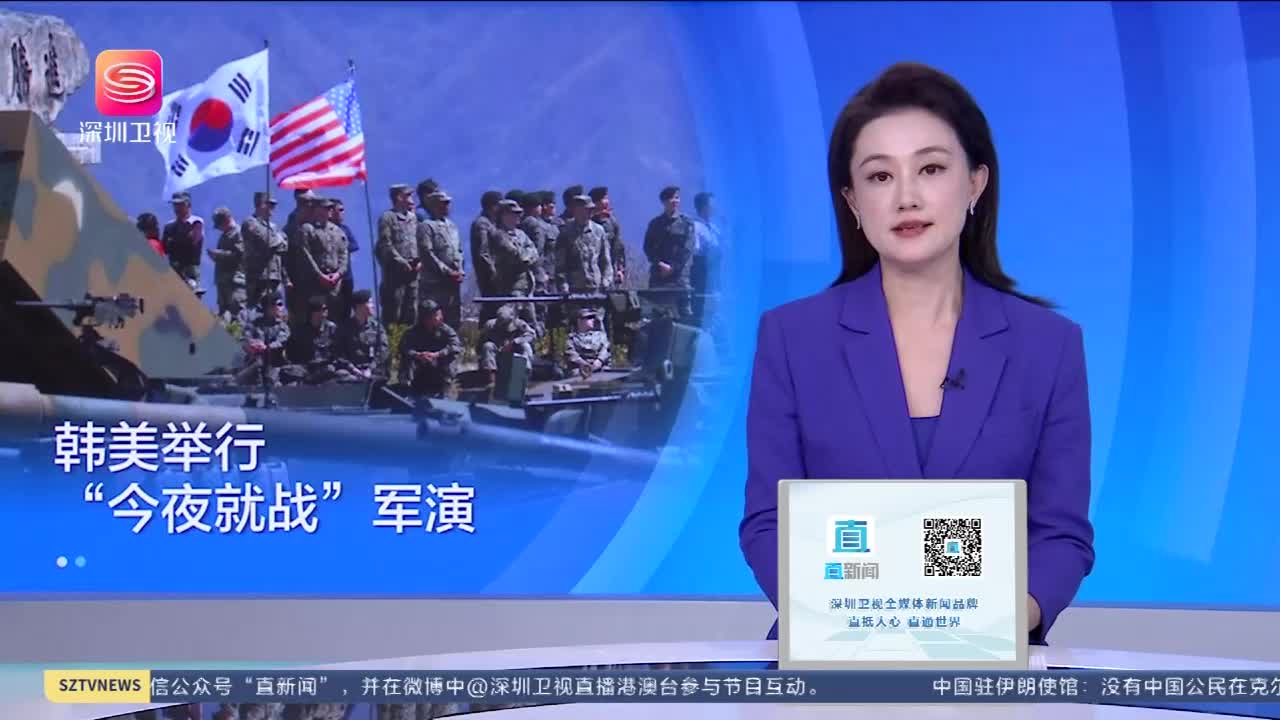 深圳卫视
韩美举行
“今夜就战”军演
直
直新闻
深圳卫视全媒体新闻品牌
直抵人心 直通世界
SZTVNEWS
信公众号“直新闻”，并在微博中@深圳卫视直播港澳台参与节目互动。 中国驻伊朗使馆：没有中国公民在克尔